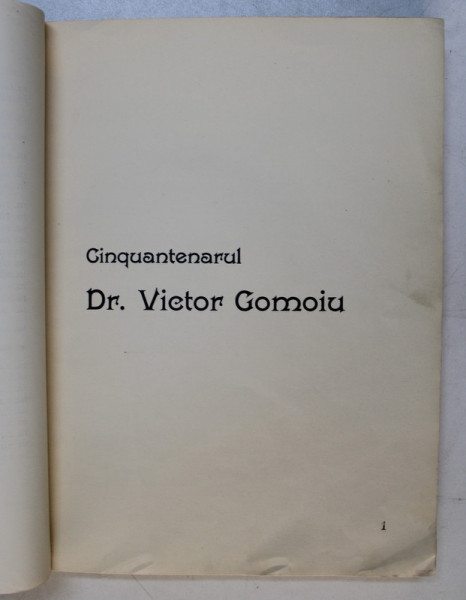 Cinquantenarul
Dr. Victor Gomoiu
1